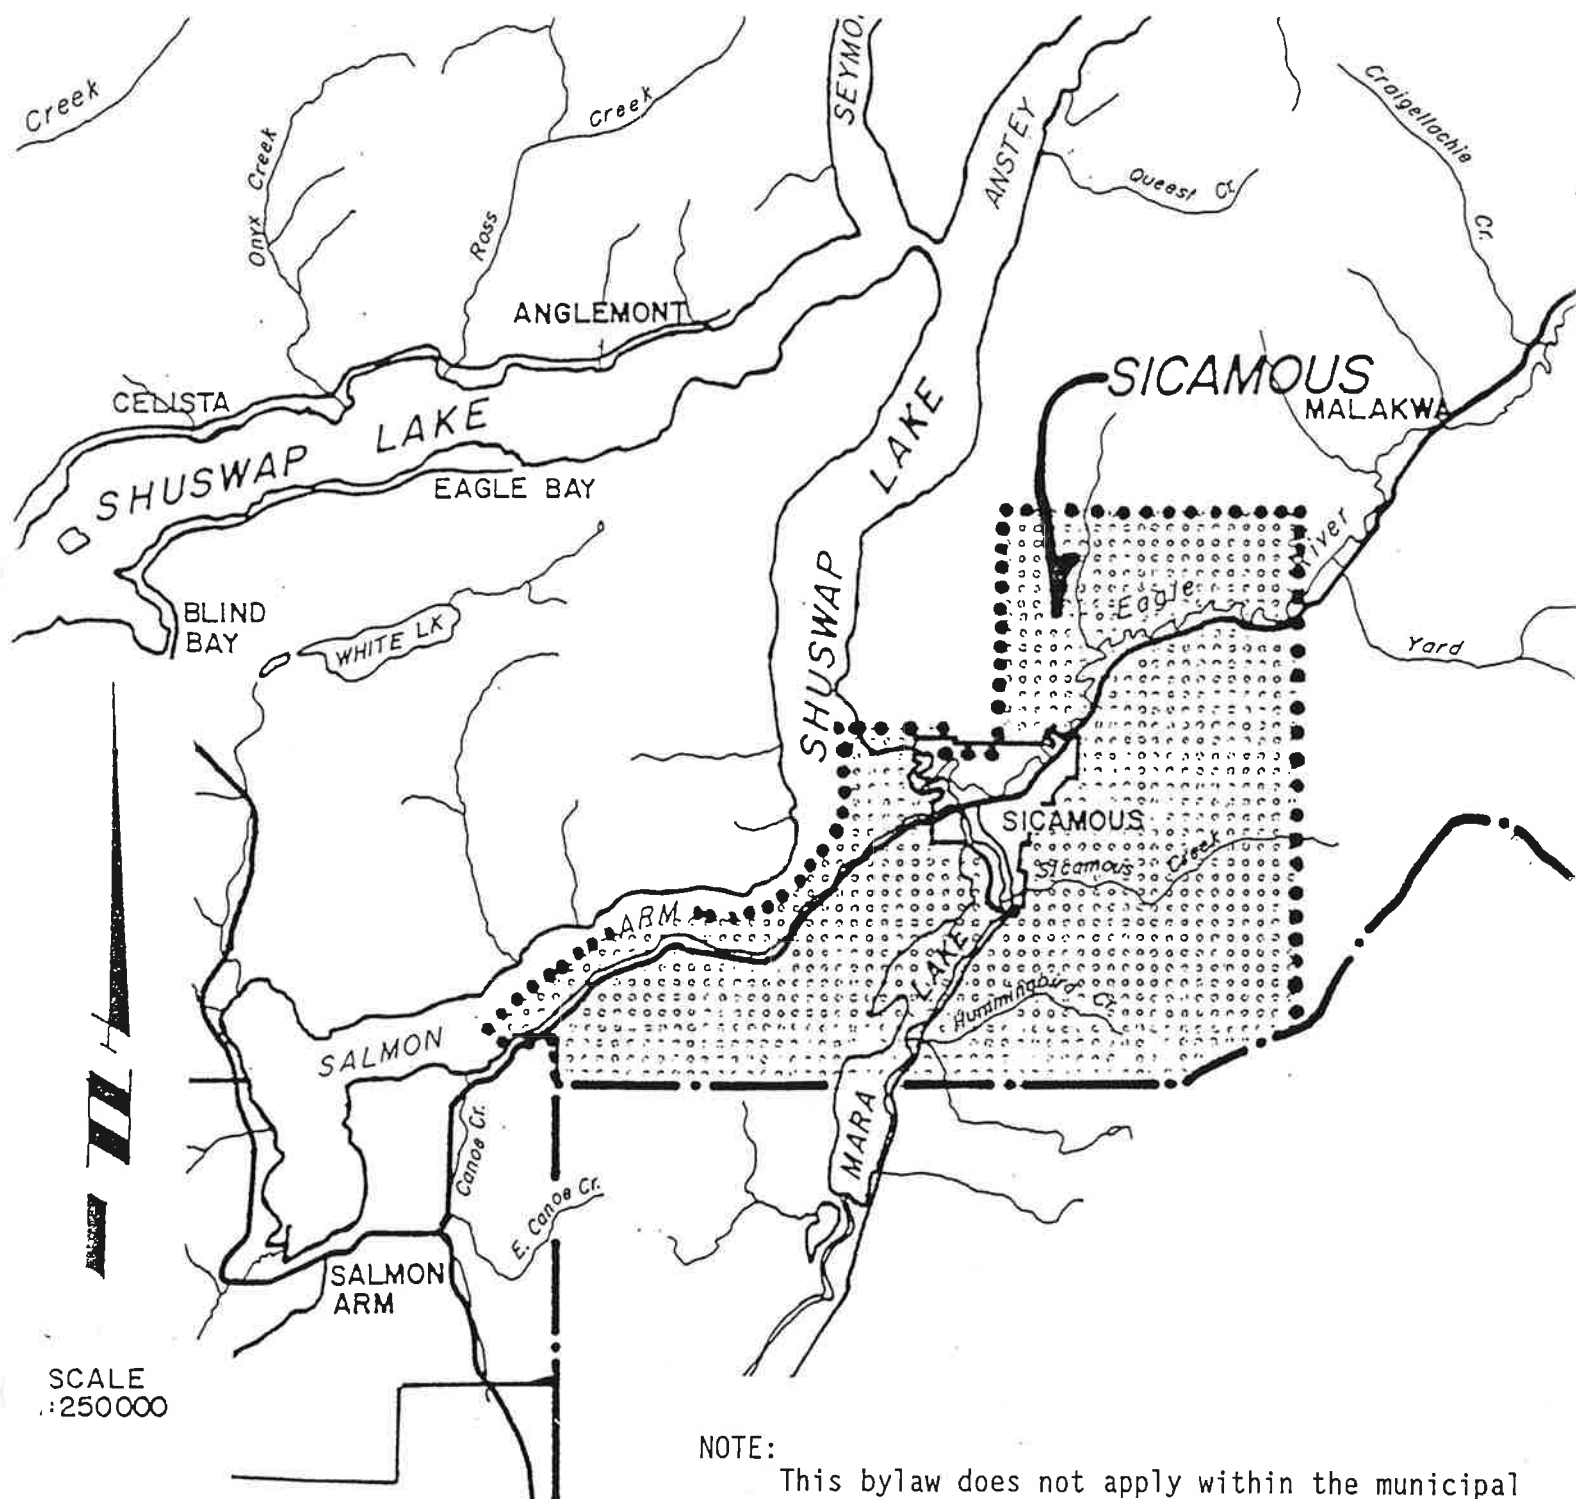 SEYMO
Creek
Creek
Onyx Creek
Ross
ANSTEY
Queest Cr.
Craigellachie
Cr.
ANGLEMONT
SICAMOUS
MALAKWA
CELISTA
SHUSWAP LAKE
EAGLE BAY
LAKE
SHUSWAP
River
Eagle
BLIND
BAY
WHITE LK
Yard
SICAMOUS
Sicamous Creek
ARM
SALMON
LAKE
MARA
Hummingbird Cr.
Canoe Cr.
E. Canoe Cr.
SALMON
ARM
SCALE
:250000
NOTE:
This bylaw does not apply within the municipal